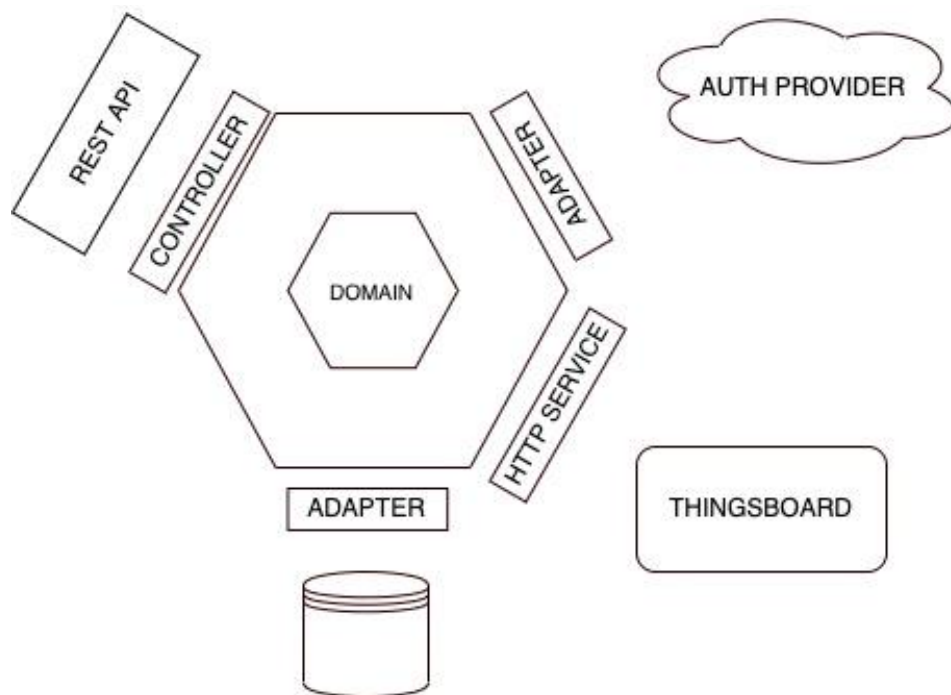 REST API
CONTROLLER
ADAPTER
AUTH PROVIDER
DOMAIN
HTTP SERVICE
ADAPTER
THINGSBOARD